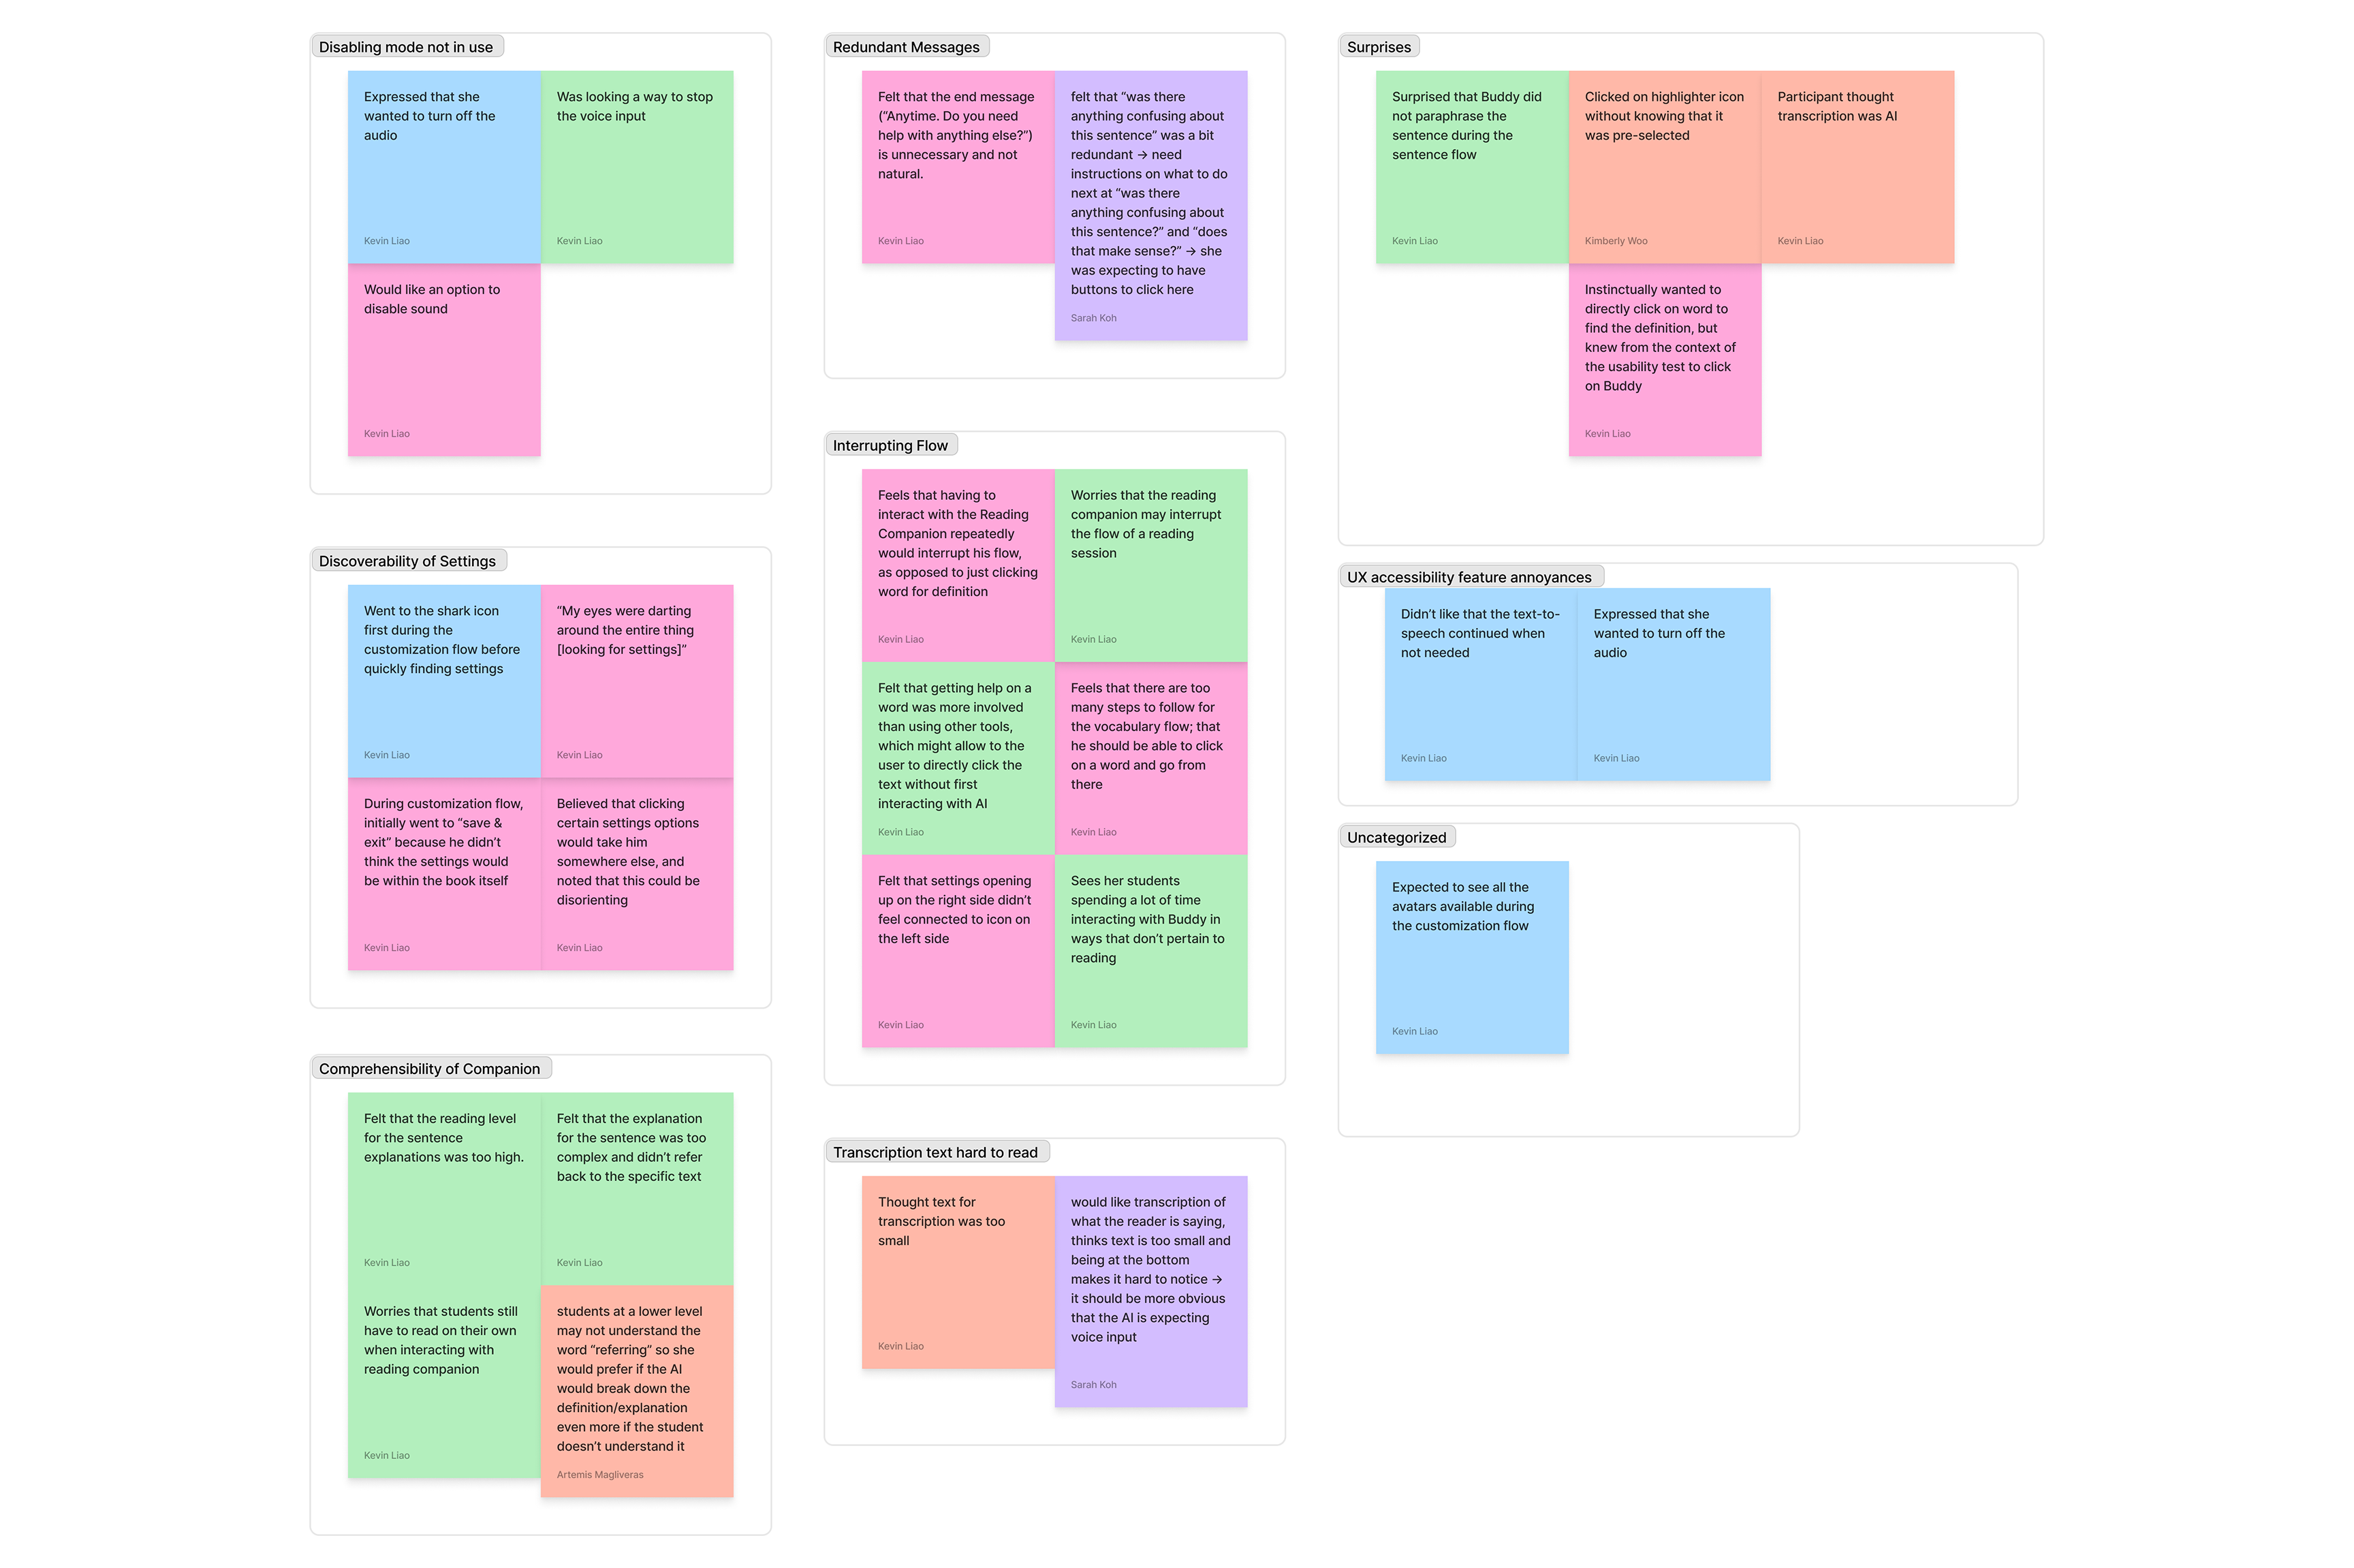 Disabling mode not in use
Expressed that she
wanted to turn off the
audio
Kevin Liao
Was looking a way to stop
the voice input
Kevin Liao
Would like an option to
disable sound
Kevin Liao
Discoverability of Settings
Went to the shark icon
first during the
customization flow before
quickly finding settings
Kevin Liao
“My eyes were darting
around the entire thing
[looking for settings]”
Kevin Liao
During customization flow,
initially went to “save &
exit” because he didn’t
think the settings would
be within the book itself
Kevin Liao
Believed that clicking
certain settings options
would take him
somewhere else, and
noted that this could be
disorienting
Kevin Liao
Comprehensibility of Companion
Felt that the reading level
for the sentence
explanations was too high.
Kevin Liao
Felt that the explanation
for the sentence was too
complex and didn’t refer
back to the specific text
Kevin Liao
Worries that students still
have to read on their own
when interacting with
reading companion
Kevin Liao
students at a lower level
may not understand the
word “referring” so she
would prefer if the AI
would break down the
definition/explanation
even more if the student
doesn’t understand it
Artemis Magliveras
Redundant Messages
Felt that the end message
(“Anytime. Do you need
help with anything else?”)
is unnecessary and not
natural.
Kevin Liao
felt that “was there
anything confusing about
this sentence” was a bit
redundant → need
instructions on what to do
next at “was there
anything confusing about
this sentence?” and “does
that make sense?” → she
was expecting to have
buttons to click here
Sarah Koh
Interrupting Flow
Feels that having to
interact with the Reading
Companion repeatedly
would interrupt his flow,
as opposed to just clicking
word for definition
Kevin Liao
Worries that the reading
companion may interrupt
the flow of a reading
session
Kevin Liao
Felt that getting help on a
word was more involved
than using other tools,
which might allow to the
user to directly click the
text without first
interacting with AI
Kevin Liao
Feels that there are too
many steps to follow for
the vocabulary flow; that
he should be able to click
on a word and go from
there
Kevin Liao
Felt that settings opening
up on the right side didn’t
feel connected to icon on
the left side
Kevin Liao
Sees her students
spending a lot of time
interacting with Buddy in
ways that don’t pertain to
reading
Kevin Liao
Transcription text hard to read
Thought text for
transcription was too
small
Kevin Liao
would like transcription of
what the reader is saying,
thinks text is too small and
being at the bottom
makes it hard to notice →
it should be more obvious
that the AI is expecting
voice input
Sarah Koh
Surprises
Surprised that Buddy did
not paraphrase the
sentence during the
sentence flow
Kevin Liao
Clicked on highlighter icon
without knowing that it
was pre-selected
Kimberly Woo
Participant thought
transcription was AI
Kevin Liao
Instinctually wanted to
directly click on word to
find the definition, but
knew from the context of
the usability test to click
on Buddy
Kevin Liao
UX accessibility feature annoyances
Didn’t like that the text-to-
speech continued when
not needed
Kevin Liao
Expressed that she
wanted to turn off the
audio
Kevin Liao
Uncategorized
Expected to see all the
avatars available during
the customization flow
Kevin Liao